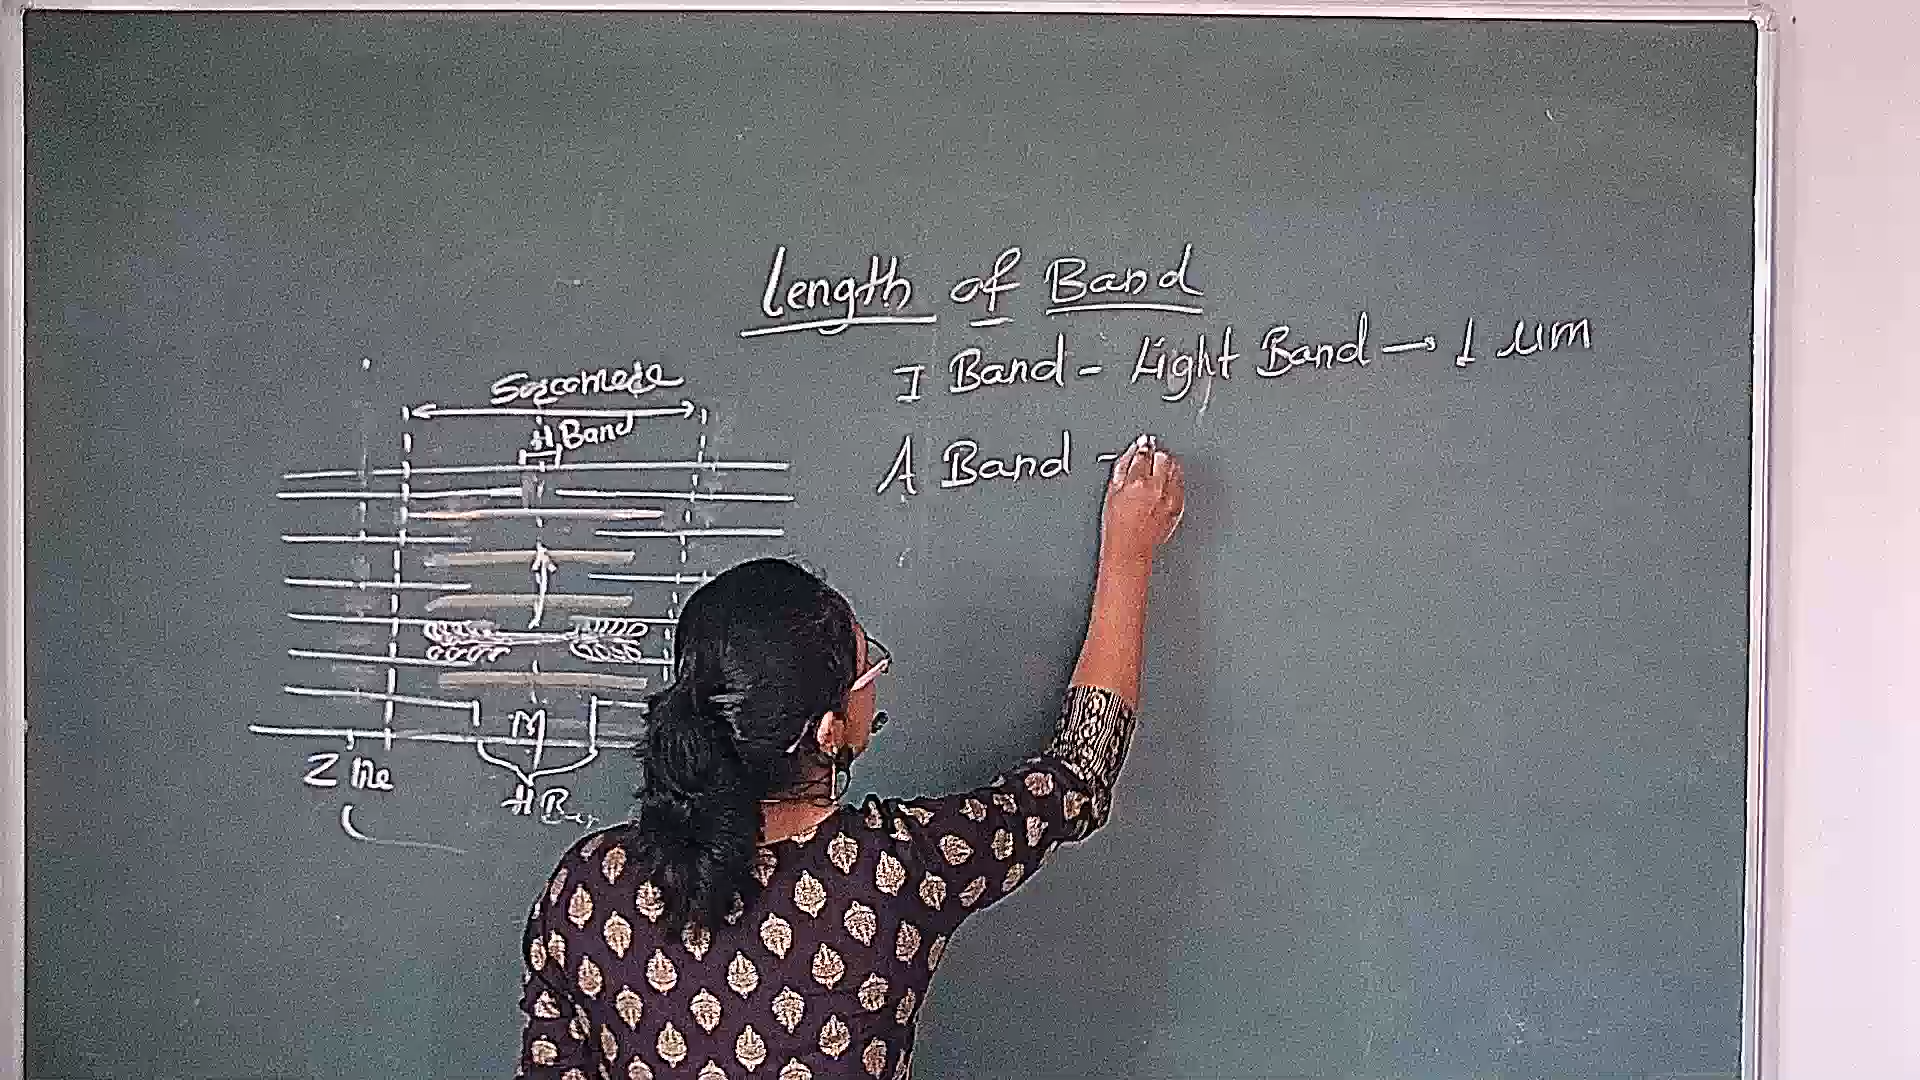 Length of Band
I Band - Light Band → 1 μm
A Band -
Sarcomere
H Band
M
Z line
H